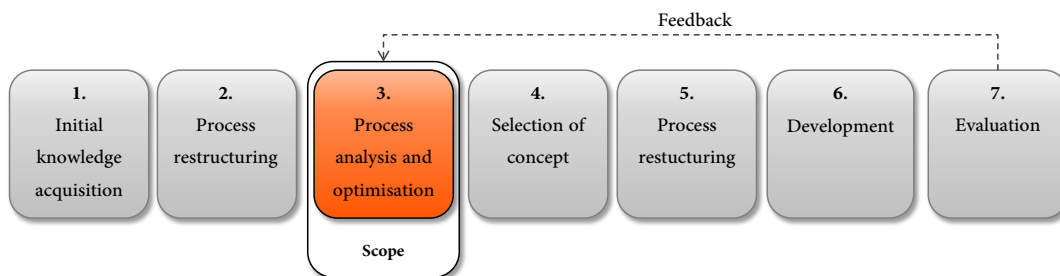 Feedback
1.
Initial
knowledge
acquisition
2.
Process
restructuring
3.
Process
analysis and
optimisation
Scope
4.
Selection of
concept
5.
Process
restucturing
6.
Development
7.
Evaluation